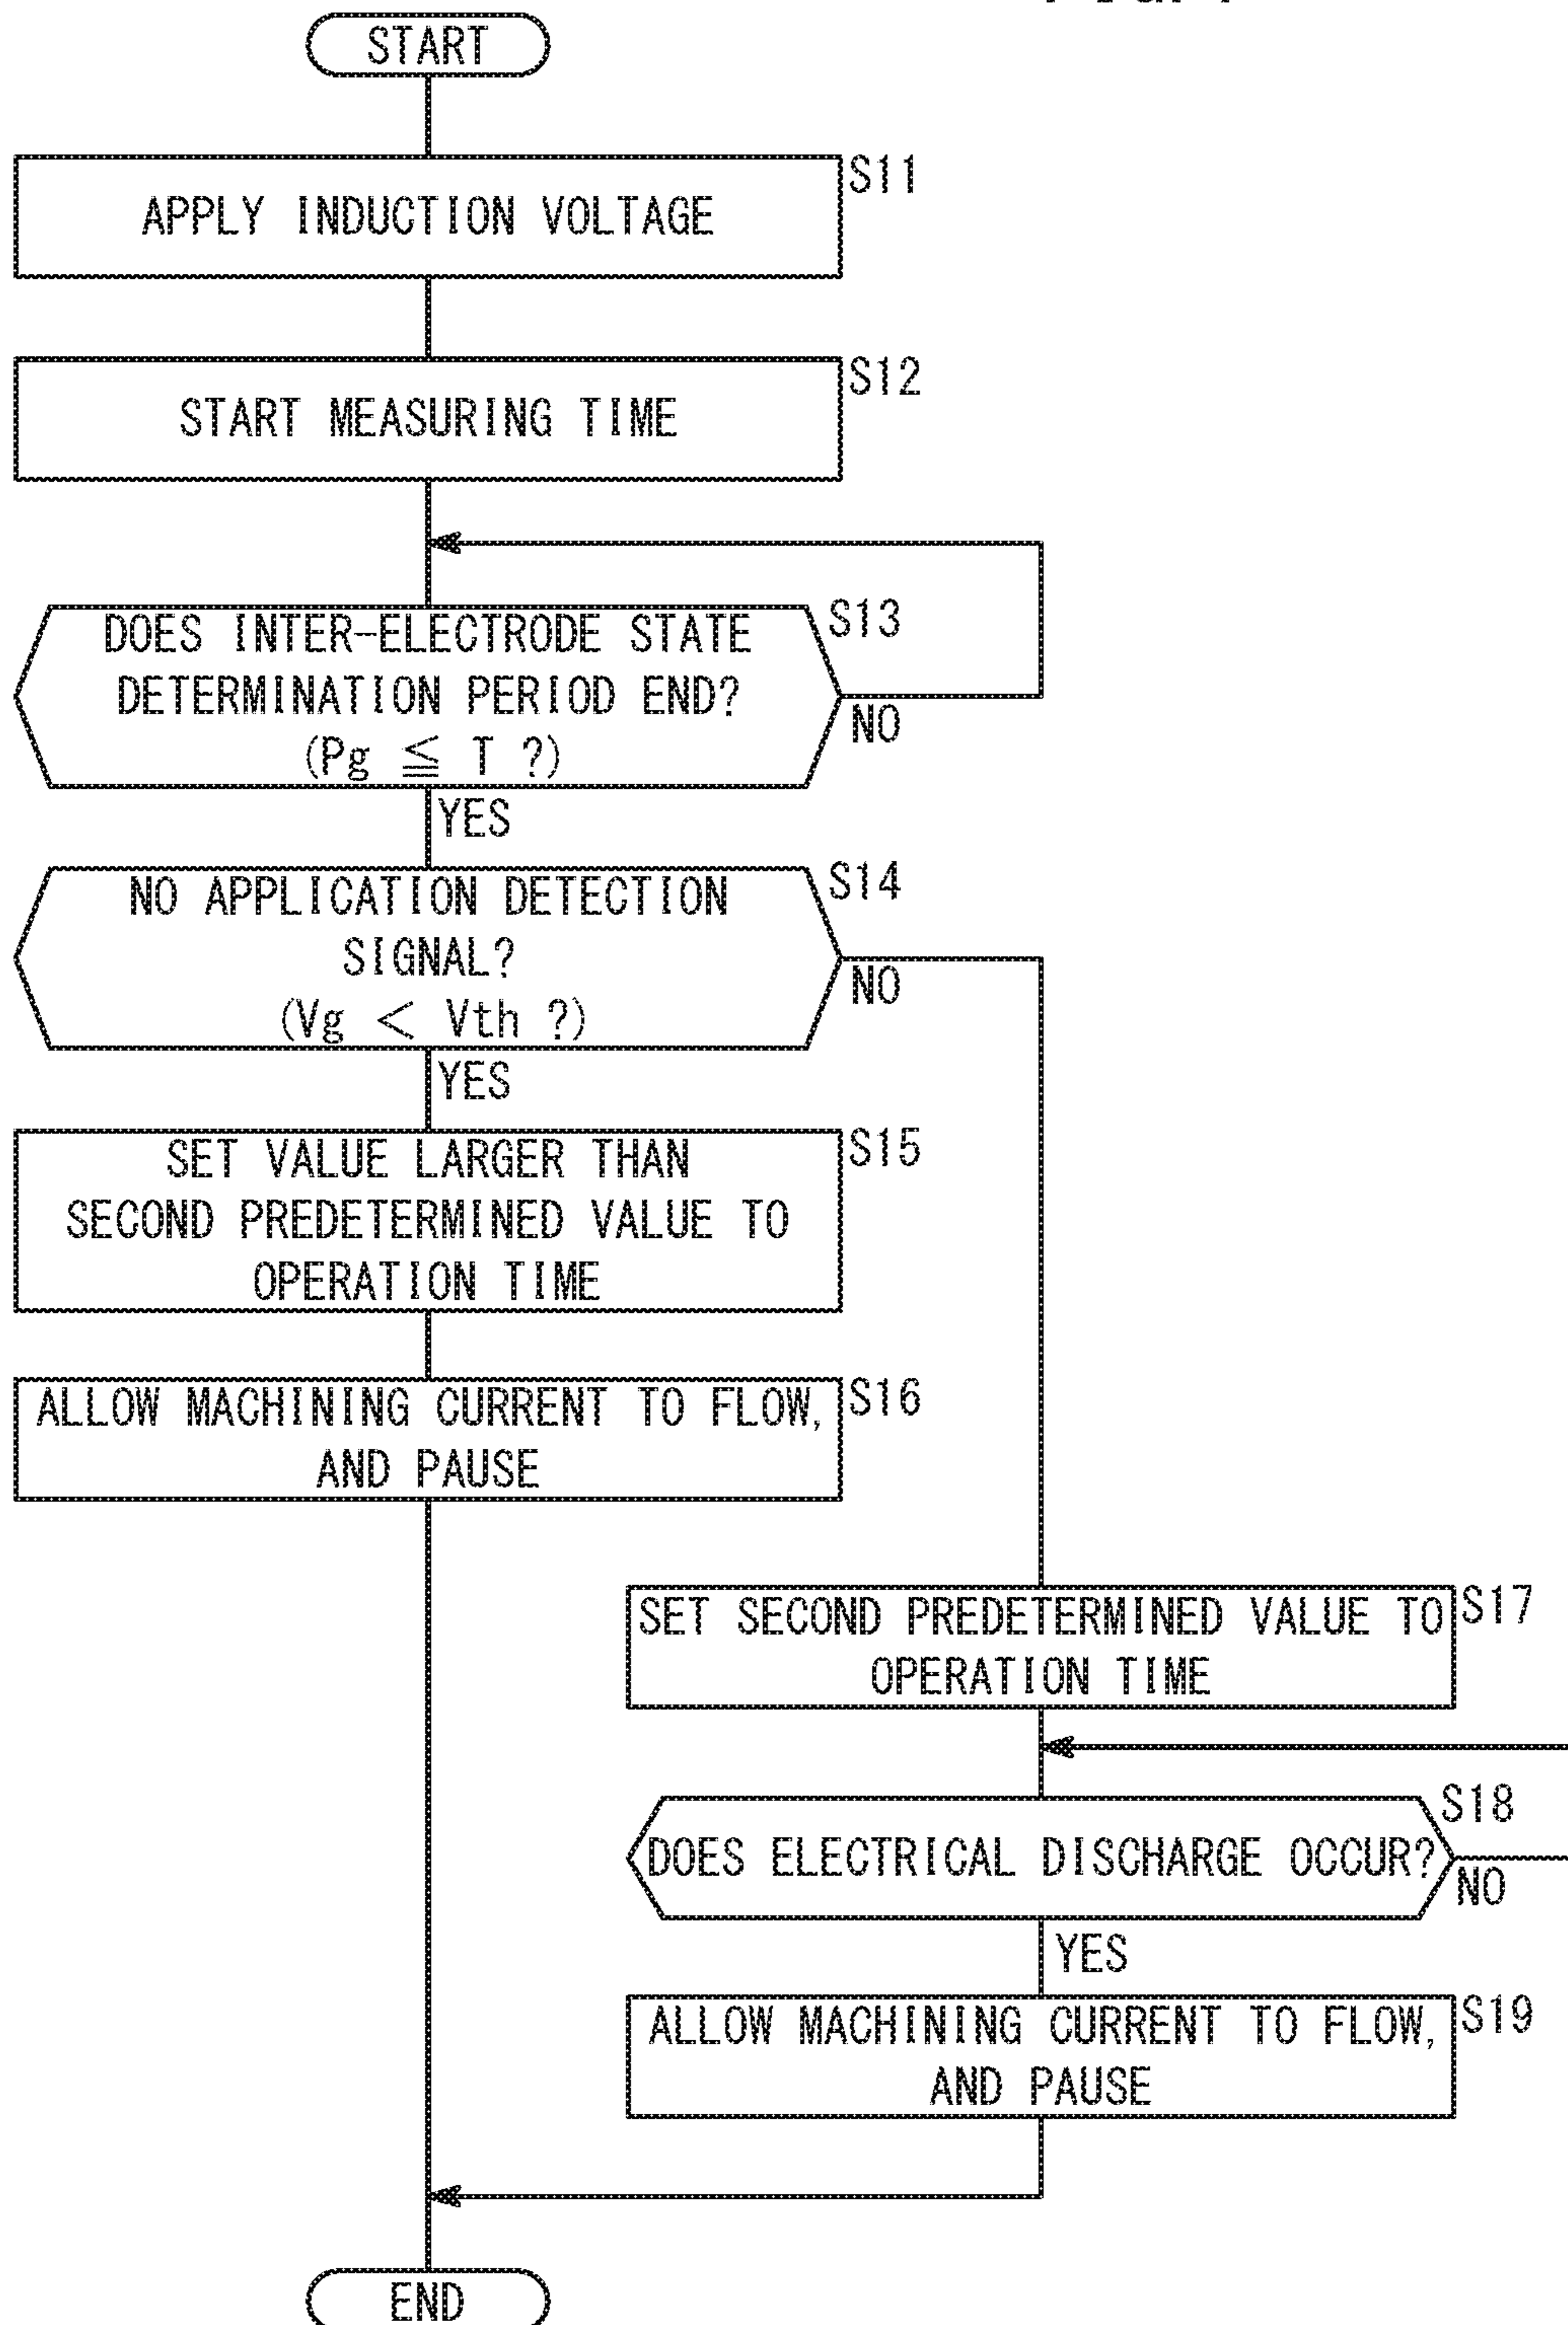 START
S11
APPLY INDUCTION VOLTAGE
S12
START MEASURING TIME
S13
DOES INTER-ELECTRODE STATE
DETERMINATION PERIOD END?
(Pg ≦ T ?)
NO
YES
S14
NO APPLICATION DETECTION
SIGNAL?
(Vg < Vth ?)
NO
YES
S15
SET VALUE LARGER THAN
SECOND PREDETERMINED VALUE TO
OPERATION TIME
S16
ALLOW MACHINING CURRENT TO FLOW,
AND PAUSE
S17
SET SECOND PREDETERMINED VALUE TO
OPERATION TIME
S18
DOES ELECTRICAL DISCHARGE OCCUR?
NO
YES
S19
ALLOW MACHINING CURRENT TO FLOW,
AND PAUSE
END